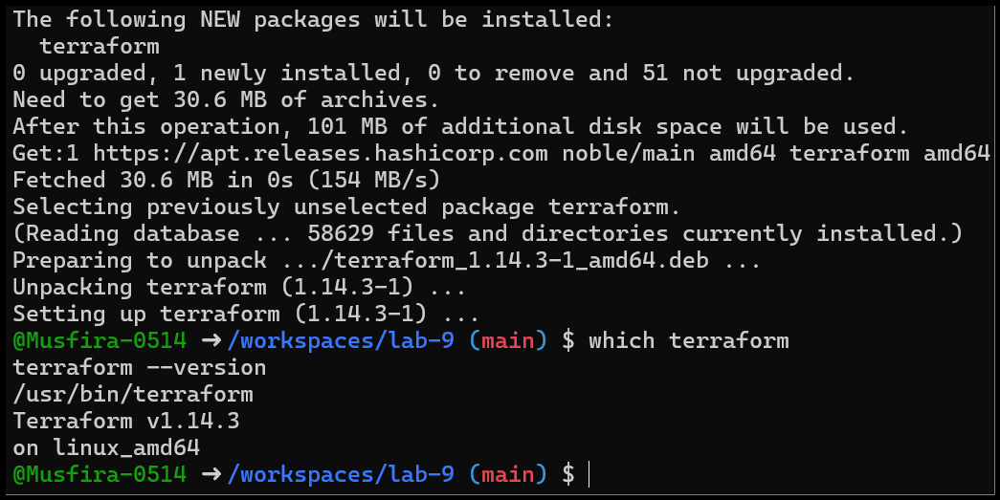 The following NEW packages will be installed:
  terraform
0 upgraded, 1 newly installed, 0 to remove and 51 not upgraded.
Need to get 30.6 MB of archives.
After this operation, 101 MB of additional disk space will be used.
Get:1 https://apt.releases.hashicorp.com noble/main amd64 terraform amd64
Fetched 30.6 MB in 0s (154 MB/s)
Selecting previously unselected package terraform.
(Reading database ... 58629 files and directories currently installed.)
Preparing to unpack .../terraform_1.14.3-1_amd64.deb ...
Unpacking terraform (1.14.3-1) ...
Setting up terraform (1.14.3-1) ...
@Musfira-0514 ➜ /workspaces/lab-9 (main) $ which terraform
terraform --version
/usr/bin/terraform
Terraform v1.14.3
on linux_amd64
@Musfira-0514 ➜ /workspaces/lab-9 (main) $